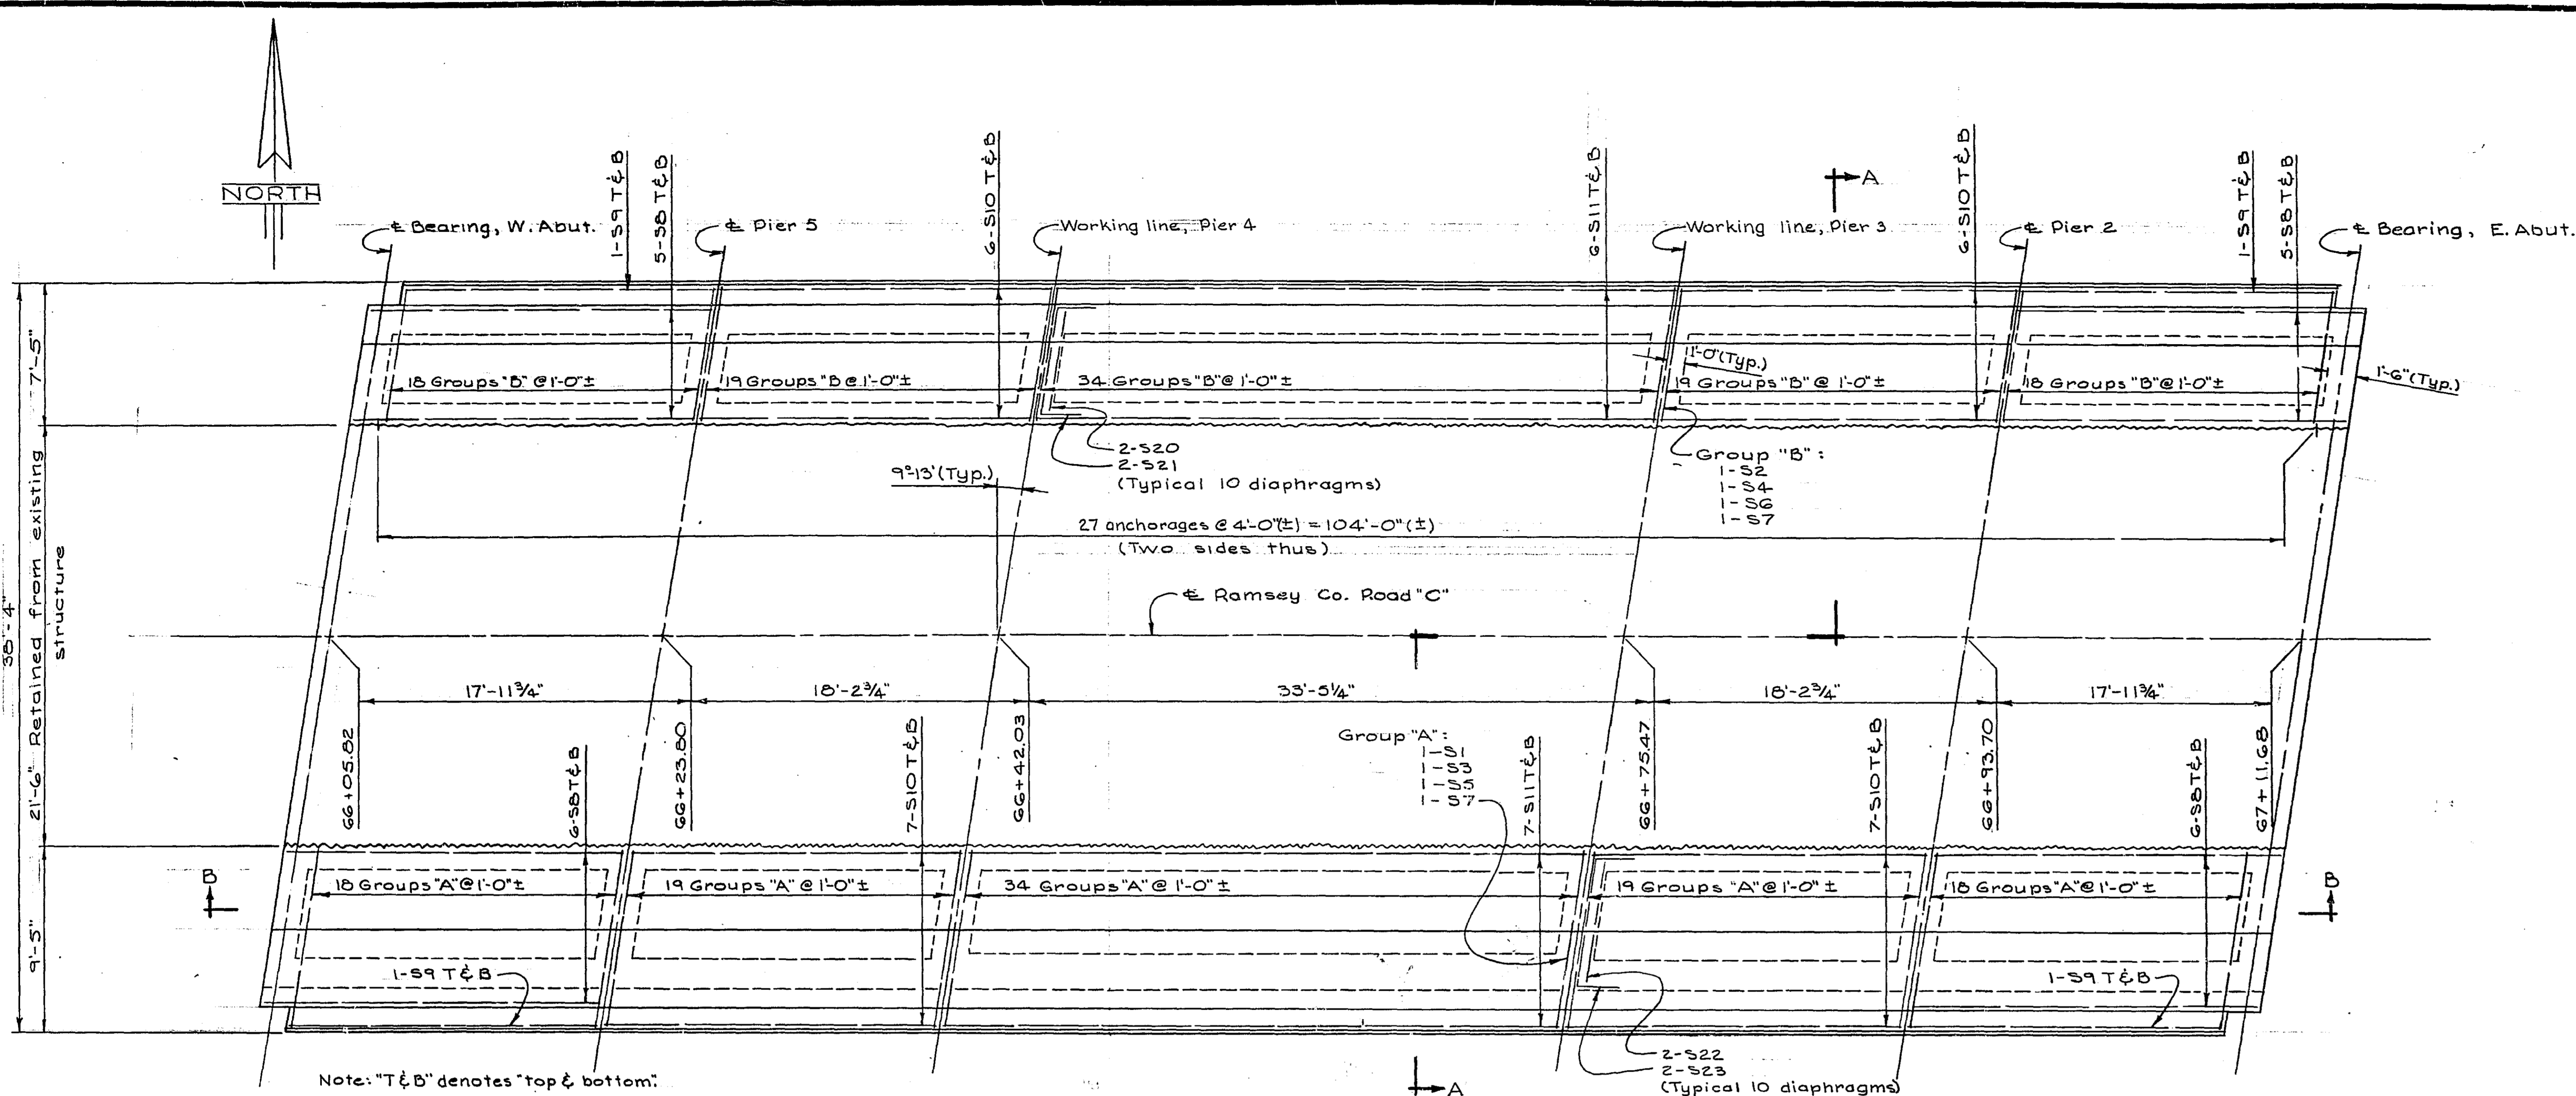 NORTH
1-S9 T&B
5-S8 T&B
6-S10 T&B
6-S11 T&B
6-S10 T&B
1-S9 T&B
5-S8 T&B
A
℄ Bearing, W. Abut.
℄ Pier 5
Working line, Pier 4
Working line, Pier 3
℄ Pier 2
℄ Bearing, E. Abut.
7'-5"
1'-0" (Typ.)
1'-6" (Typ.)
18 Groups "B" @ 1'-0" ±
19 Groups "B @ 1'-0" ±
34 Groups "B" @ 1'-0" ±
19 Groups "B" @ 1'-0" ±
18 Groups "B" @ 1'-0" ±
2-S20
2-S21
(Typical 10 diaphragms)
Group "B":
1-S2
1-S4
1-S6
1-S7
9°-13' (Typ.)
27 anchorages @ 4'-0"(±) = 104'-0" (±)
(Two sides thus)
38'-4"
21'-6" Retained from existing
structure
℄ Ramsey Co. Road "C"
17'-11¾"
18'-2¾"
33'-5¼"
18'-2¾"
17'-11¾"
66+05.82
66+23.80
66+42.03
66+75.47
66+93.70
67+11.68
6-S8 T&B
7-S10 T&B
7-S11 T&B
7-S10 T&B
6-S8 T&B
Group "A":
1-S1
1-S3
1-S5
1-S7
B
B
9'-5"
18 Groups "A" @ 1'-0" ±
19 Groups "A" @ 1'-0" ±
34 Groups "A" @ 1'-0" ±
19 Groups "A" @ 1'-0" ±
18 Groups "A" @ 1'-0" ±
1-S9 T&B
1-S9 T&B
2-S22
2-S23
(Typical 10 diaphragms)
Note: "T&B" denotes "top & bottom".
A